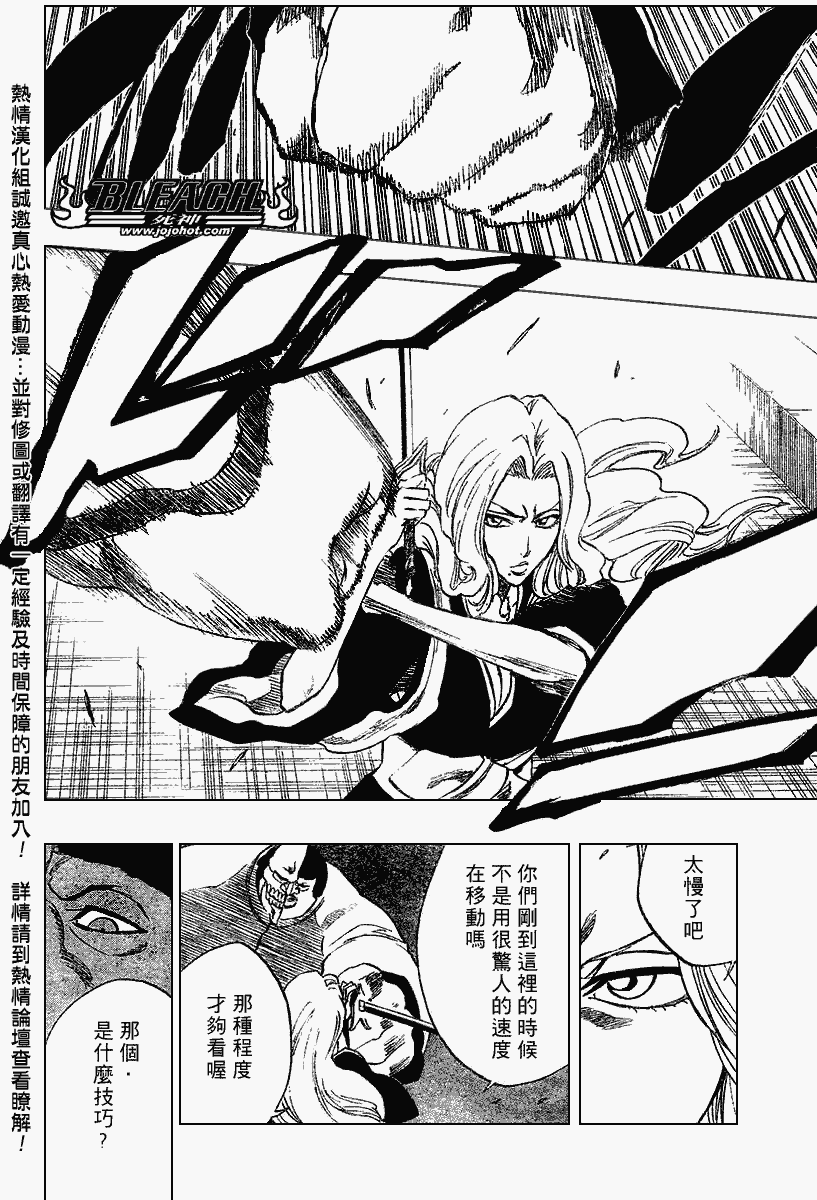 熱情漢化組誠邀真心熱愛動漫…並對修圖或翻譯有一定經驗及時間保障的朋友加入！ 詳情請到熱情論壇查看瞭解！
BLEACH
死神
www.jojohot.com
太慢了吧
你們剛到這裡的時候
不是用很驚人的速度
在移動嗎
那種程度
才夠看喔
那個．
是什麼技巧？